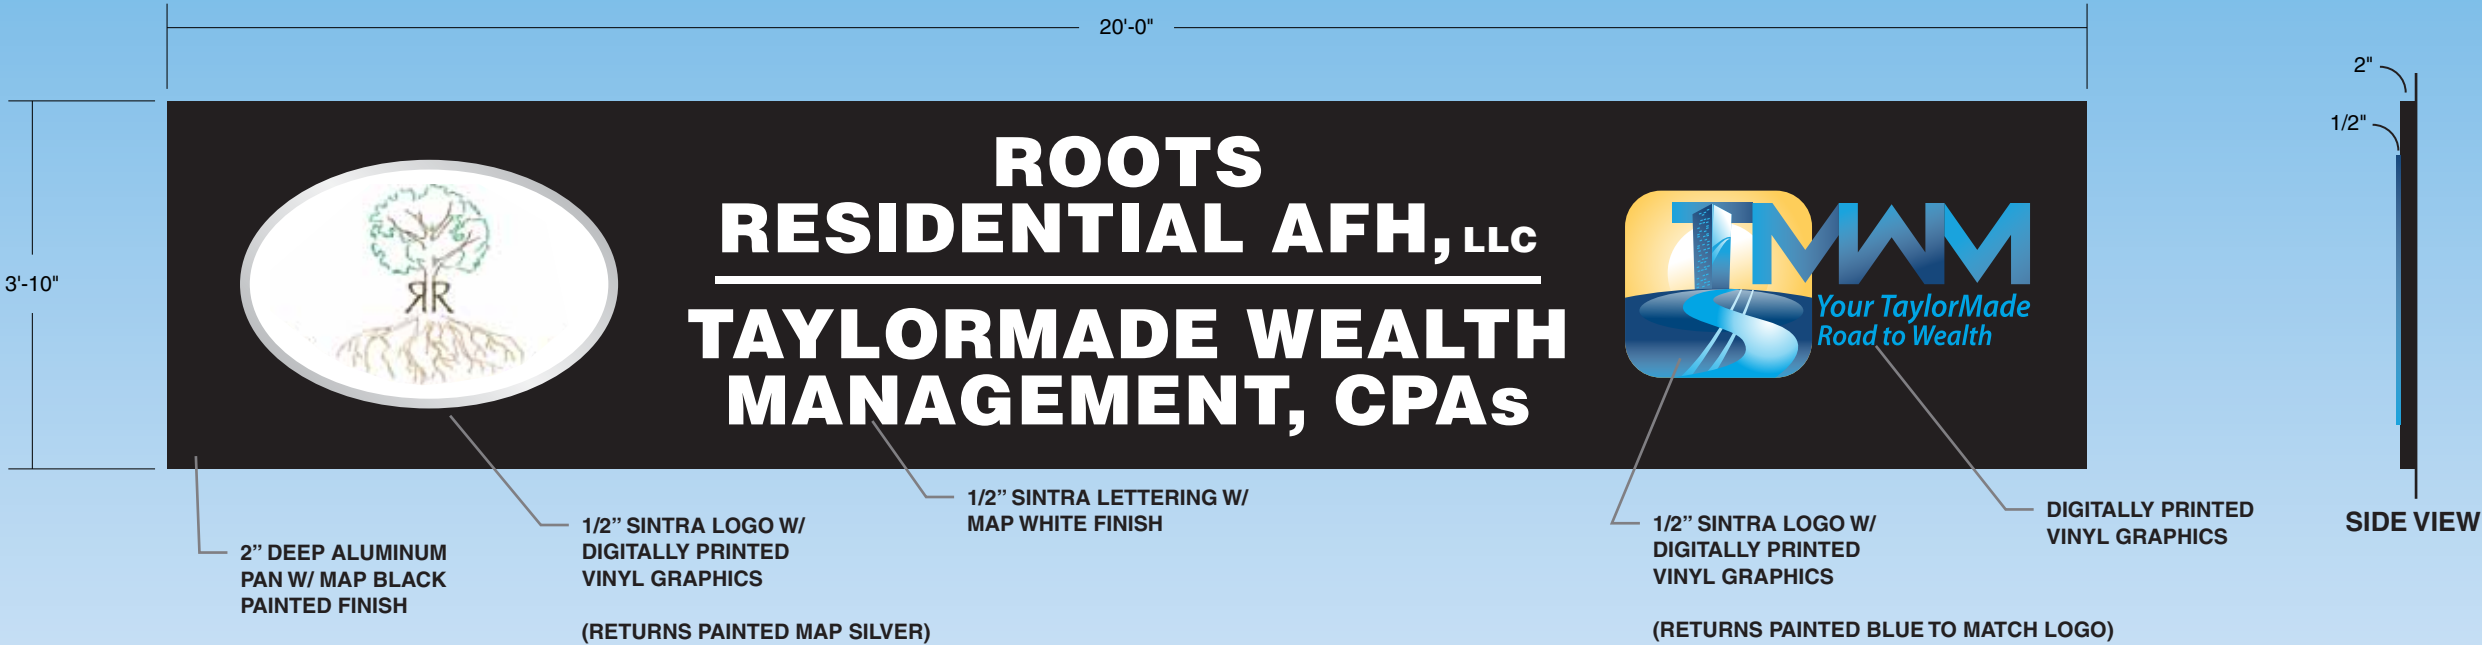 20'-0"
2"
1/2"
3'-10"
ROOTS
RESIDENTIAL AFH, LLC
TAYLORMADE WEALTH
MANAGEMENT, CPAs
RR
TMWM
Your TaylorMade
Road to Wealth
2” DEEP ALUMINUM
PAN W/ MAP BLACK
PAINTED FINISH
1/2” SINTRA LOGO W/
DIGITALLY PRINTED
VINYL GRAPHICS
(RETURNS PAINTED MAP SILVER)
1/2” SINTRA LETTERING W/
MAP WHITE FINISH
1/2” SINTRA LOGO W/
DIGITALLY PRINTED
VINYL GRAPHICS
(RETURNS PAINTED BLUE TO MATCH LOGO)
DIGITALLY PRINTED
VINYL GRAPHICS
SIDE VIEW